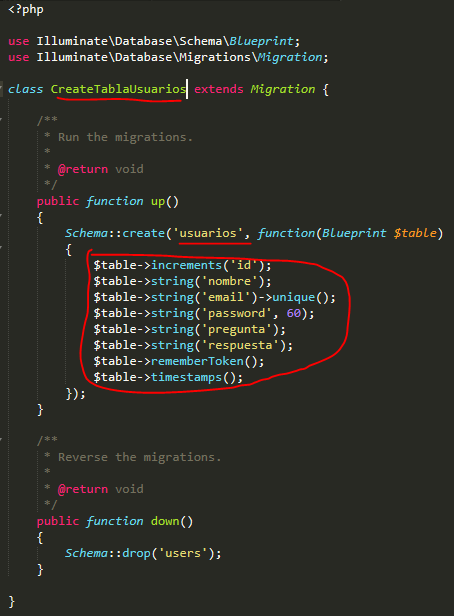 <?php
use Illuminate\Database\Schema\Blueprint;
use Illuminate\Database\Migrations\Migration;
class CreateTablaUsuarios extends Migration {
/**
* Run the migrations.
*
* @return void
*/
public function up()
{
Schema::create('usuarios', function(Blueprint $table)
{
$table->increments('id');
$table->string('nombre');
$table->string('email')->unique();
$table->string('password', 60);
$table->string('pregunta');
$table->string('respuesta');
$table->rememberToken();
$table->timestamps();
});
}
/**
* Reverse the migrations.
*
* @return void
*/
public function down()
{
Schema::drop('users');
}
}